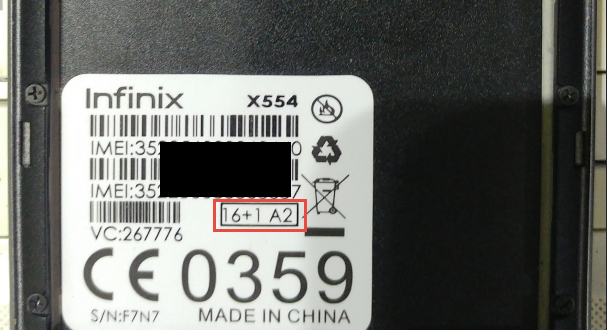 Infinix X554
IMEI:35
IMEI:35
16+1 A2
VC:267776
CE 0359
S/N:F7N7 MADE IN CHINA